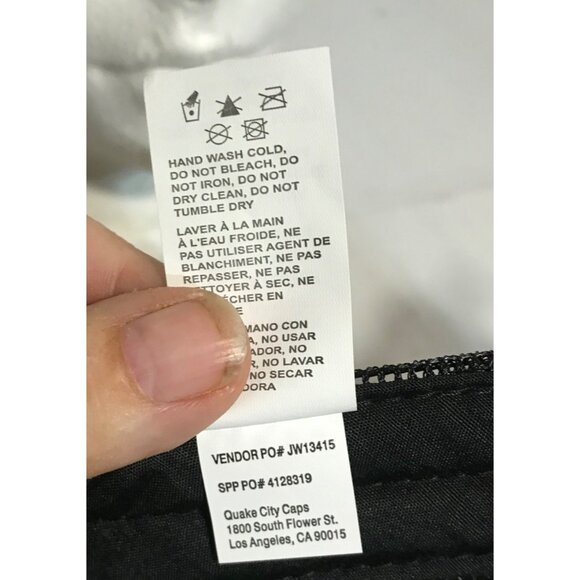 HAND WASH COLD,
DO NOT BLEACH, DO
NOT IRON, DO NOT
DRY CLEAN, DO NOT
TUMBLE DRY
LAVER À LA MAIN
À L'EAU FROIDE, NE
PAS UTILISER AGENT DE
BLANCHIMENT, NE PAS
REPASSER, NE PAS
À SEC, NE
EN
MANO CON
NO USAR
NO
NO LAVAR
NO SECAR
VENDOR PO# JW13415
SPP PO# 4128319
Quake City Caps
1800 South Flower St.
Los Angeles, CA 90015